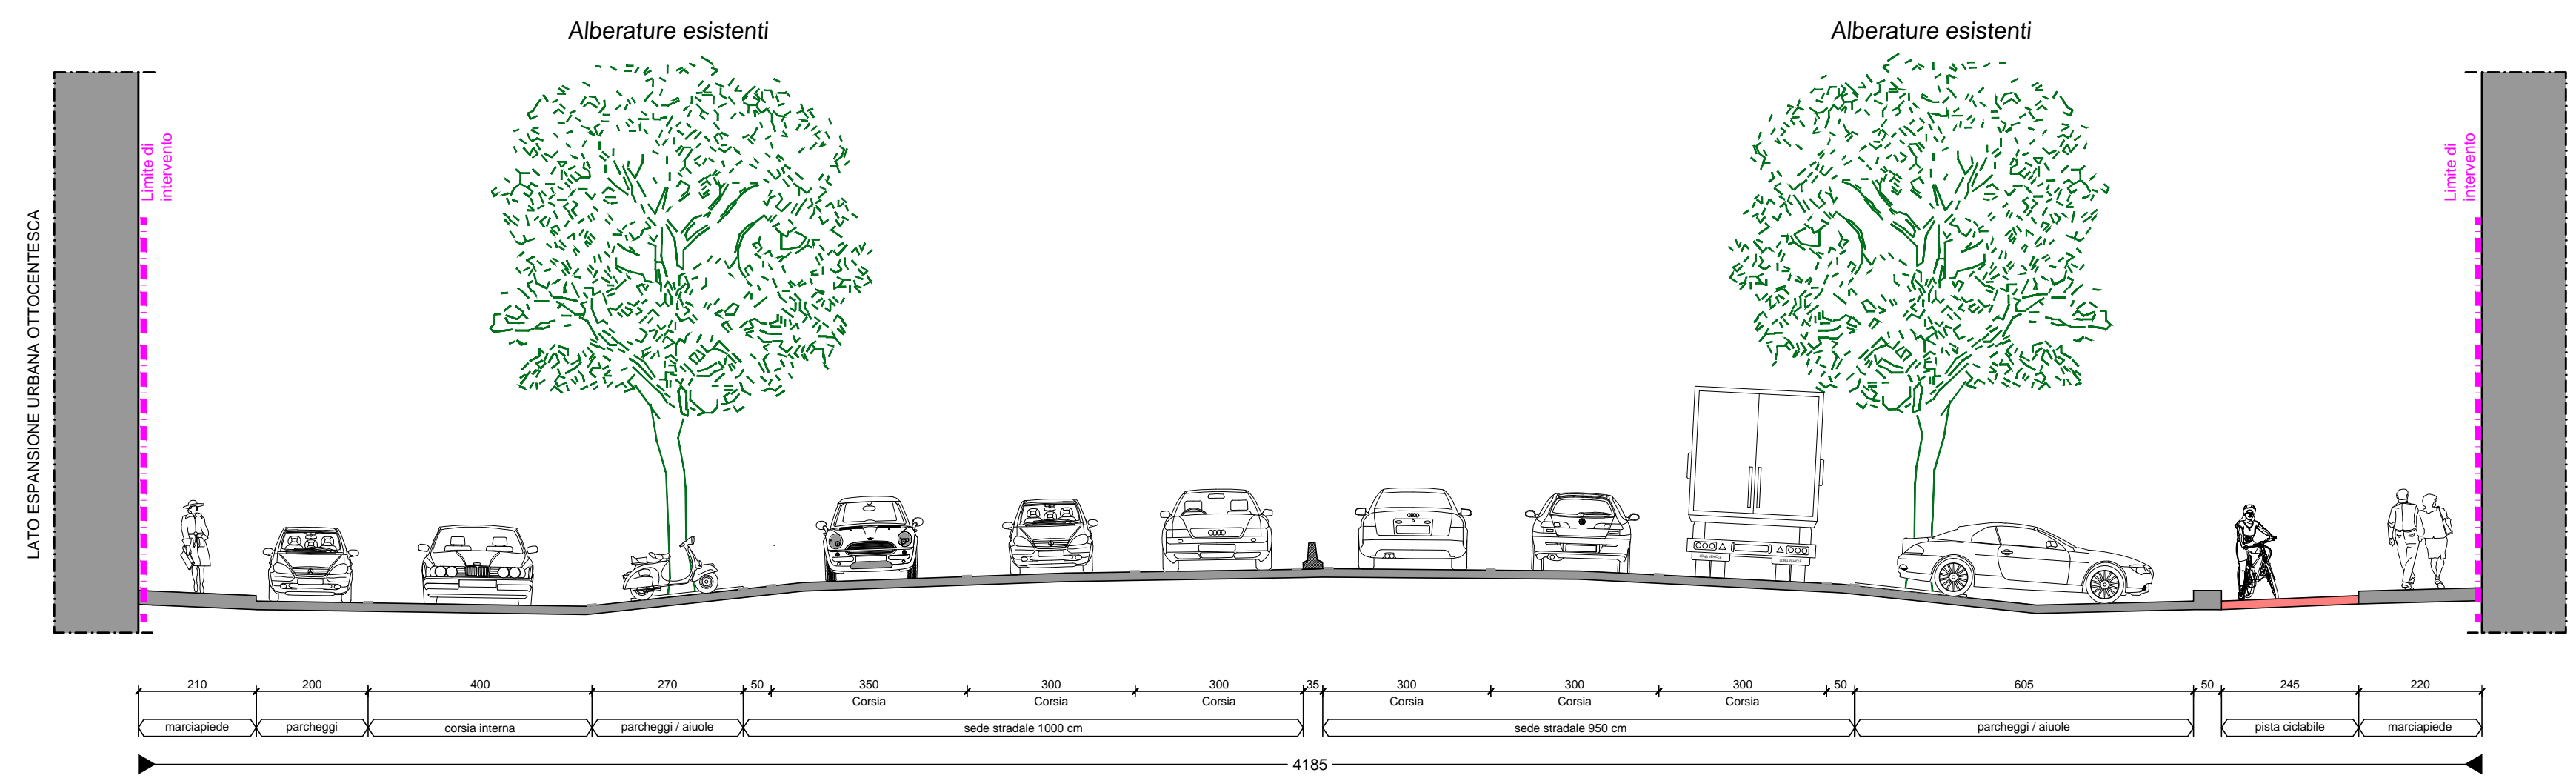 Alberature esistenti
Alberature esistenti
Limite di
intervento
Limite di
intervento
LATO ESPANSIONE URBANA OTTOCENTESCA
210
200
400
270
50
350
300
300
35
300
300
300
50
605
50
245
220
Corsia
Corsia
Corsia
Corsia
Corsia
Corsia
marciapiede
parcheggi
corsia interna
parcheggi / aiuole
sede stradale 1000 cm
sede stradale 950 cm
parcheggi / aiuole
pista ciclabile
marciapiede
4185